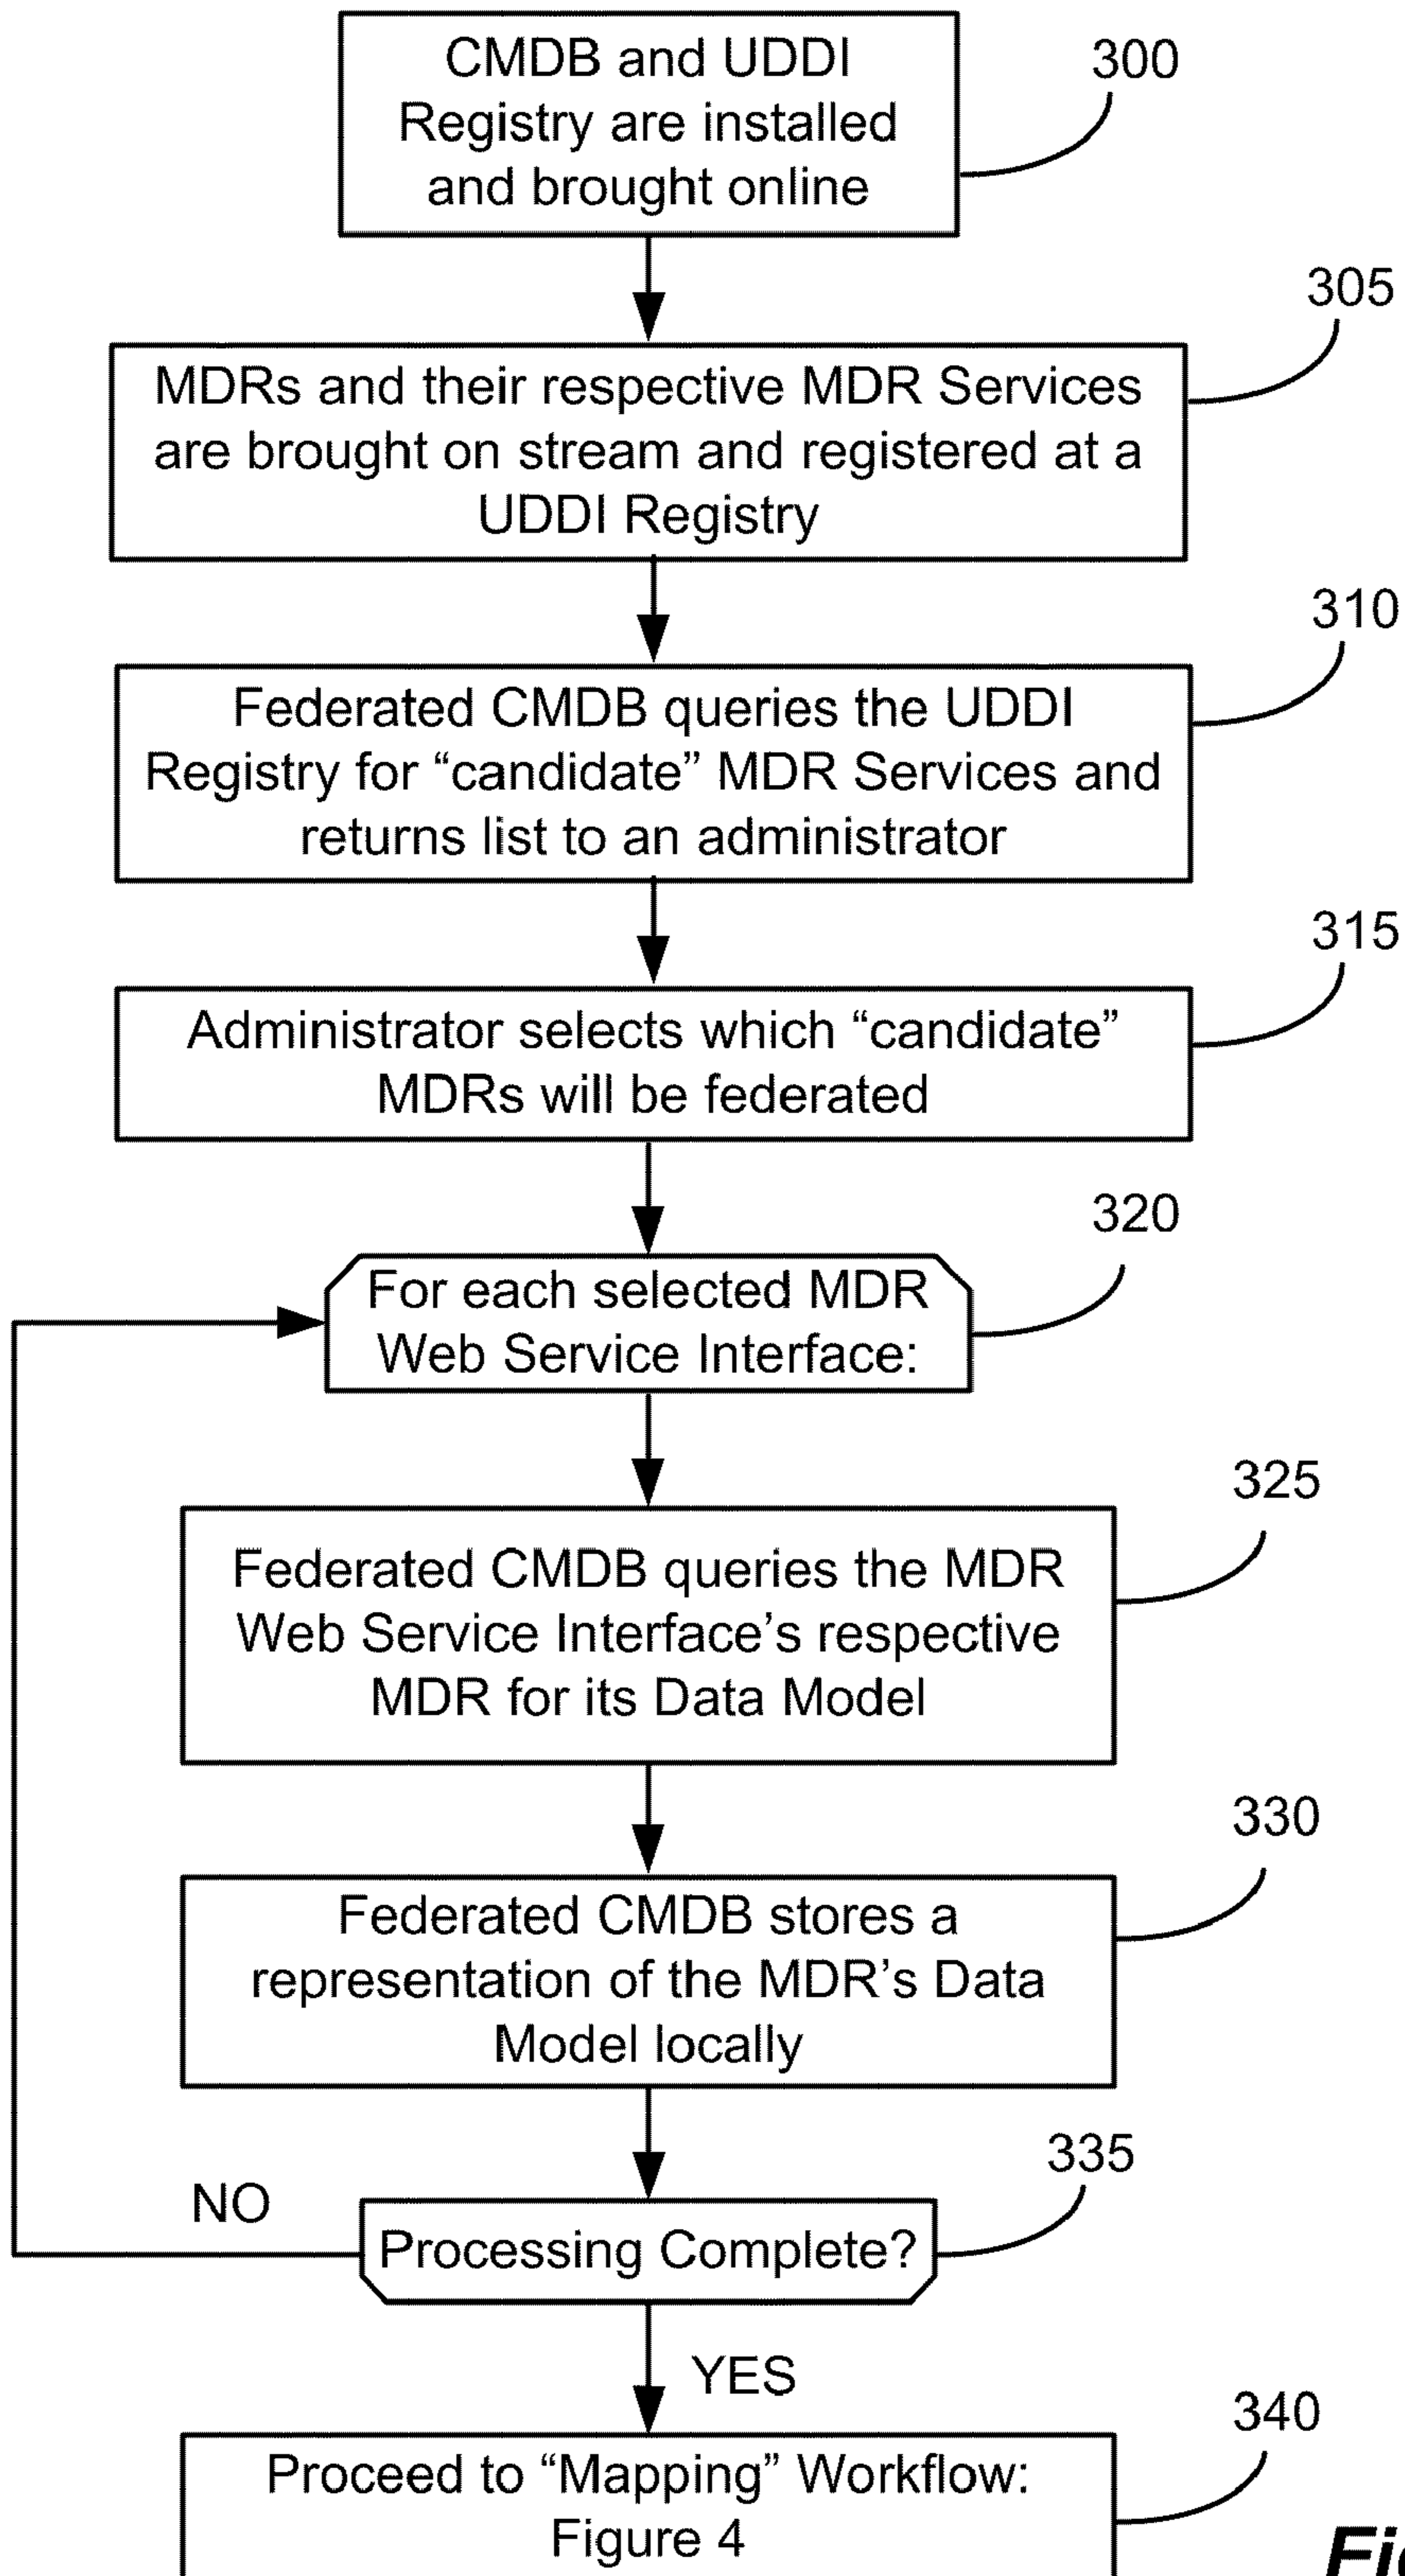 CMDB and UDDI
Registry are installed
and brought online
300
305
MDRs and their respective MDR Services
are brought on stream and registered at a
UDDI Registry
310
Federated CMDB queries the UDDI
Registry for “candidate” MDR Services and
returns list to an administrator
315
Administrator selects which “candidate”
MDRs will be federated
320
For each selected MDR
Web Service Interface:
325
Federated CMDB queries the MDR
Web Service Interface’s respective
MDR for its Data Model
330
Federated CMDB stores a
representation of the MDR’s Data
Model locally
335
NO
Processing Complete?
YES
340
Proceed to “Mapping” Workflow:
Figure 4